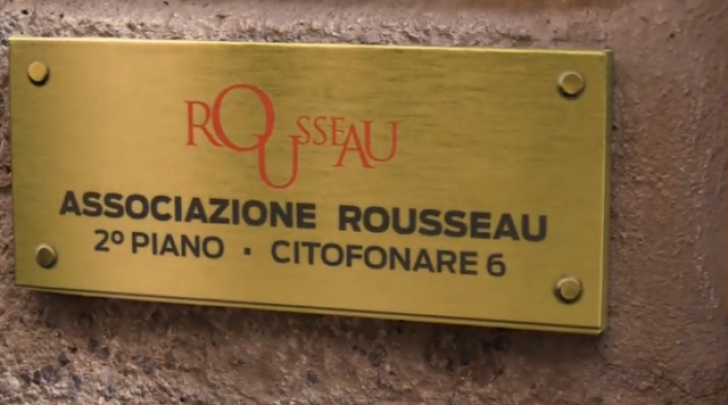 ROUSSEAU
ASSOCIAZIONE ROUSSEAU
2º PIANO · CITOFONARE 6